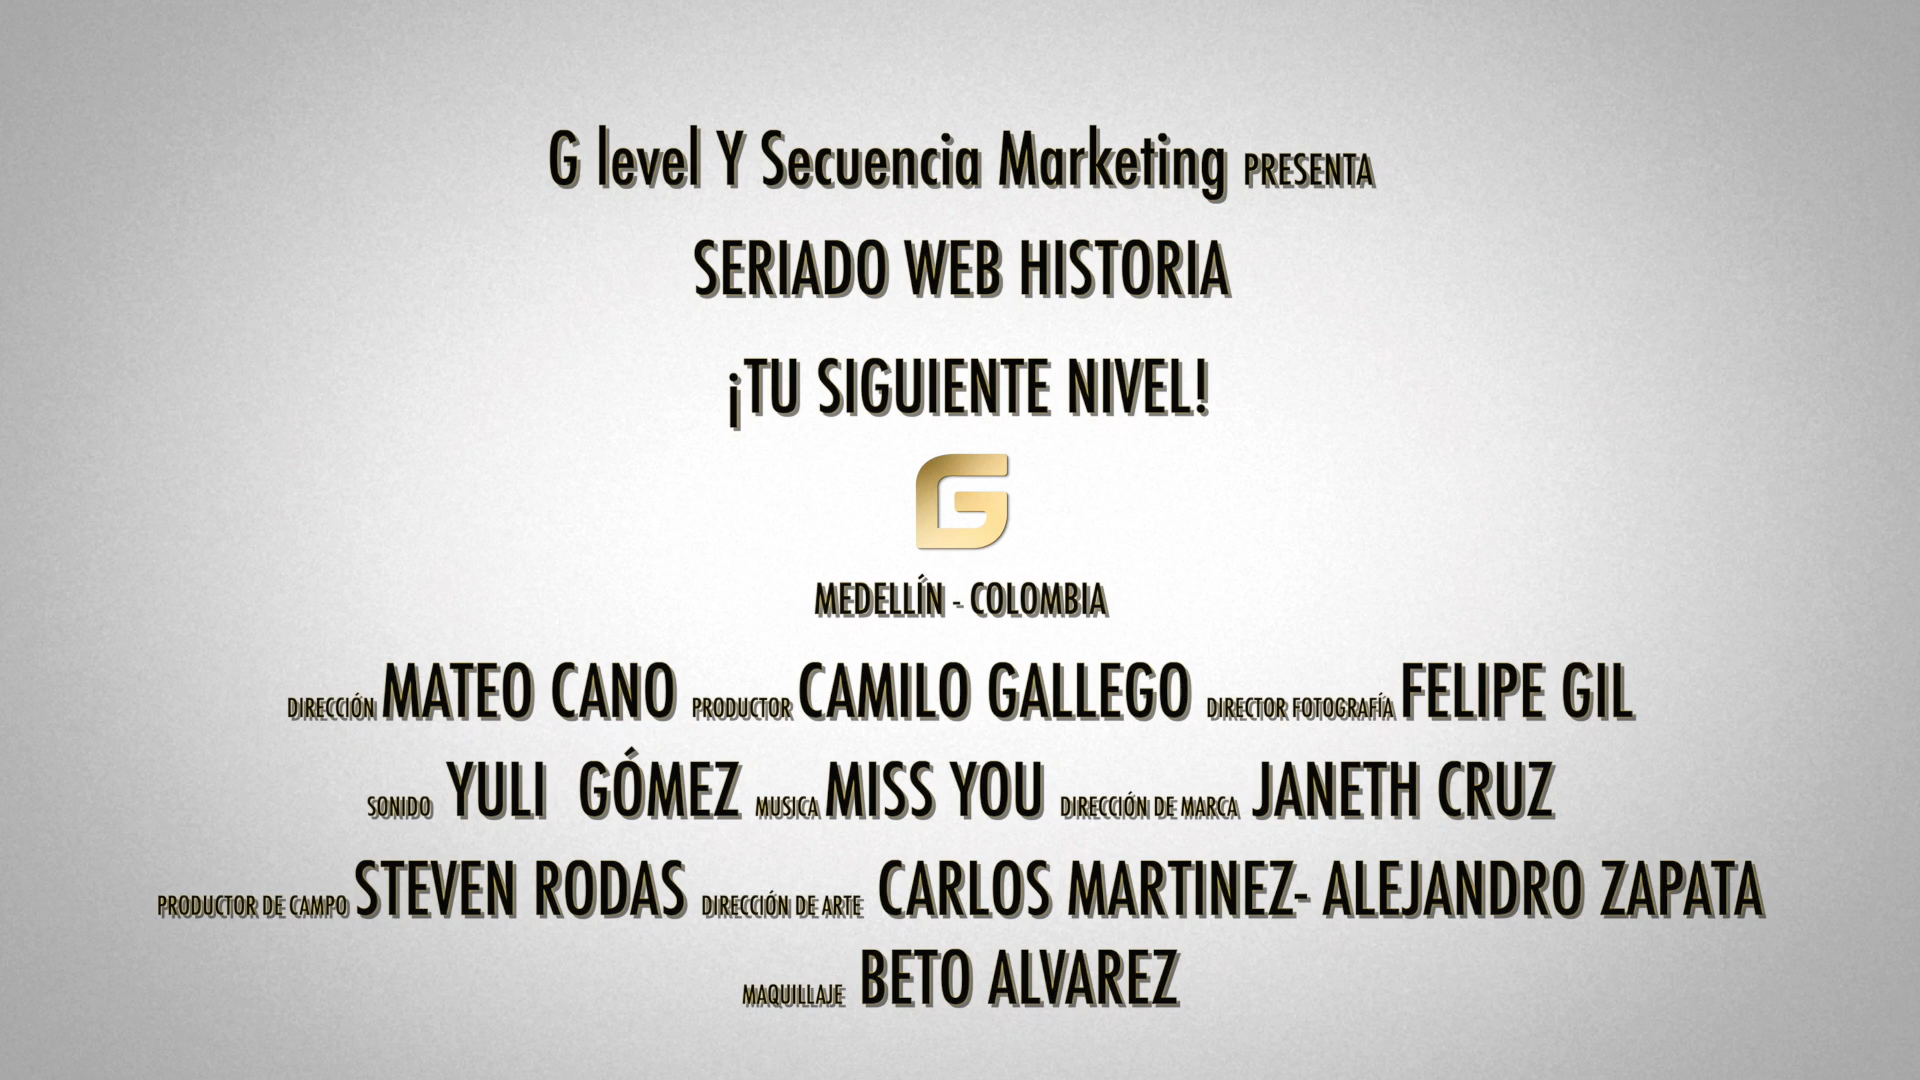 G level Y Secuencia Marketing PRESENTA
SERIADO WEB HISTORIA
¡TU SIGUIENTE NIVEL!
G
MEDELLÍN - COLOMBIA
DIRECCIÓN MATEO CANO PRODUCTOR CAMILO GALLEGO DIRECTOR FOTOGRAFÍA FELIPE GIL
SONIDO YULI GÓMEZ MUSICA MISS YOU DIRECCIÓN DE MARCA JANETH CRUZ
PRODUCTOR DE CAMPO STEVEN RODAS DIRECCIÓN DE ARTE CARLOS MARTINEZ- ALEJANDRO ZAPATA
MAQUILLAJE BETO ALVAREZ